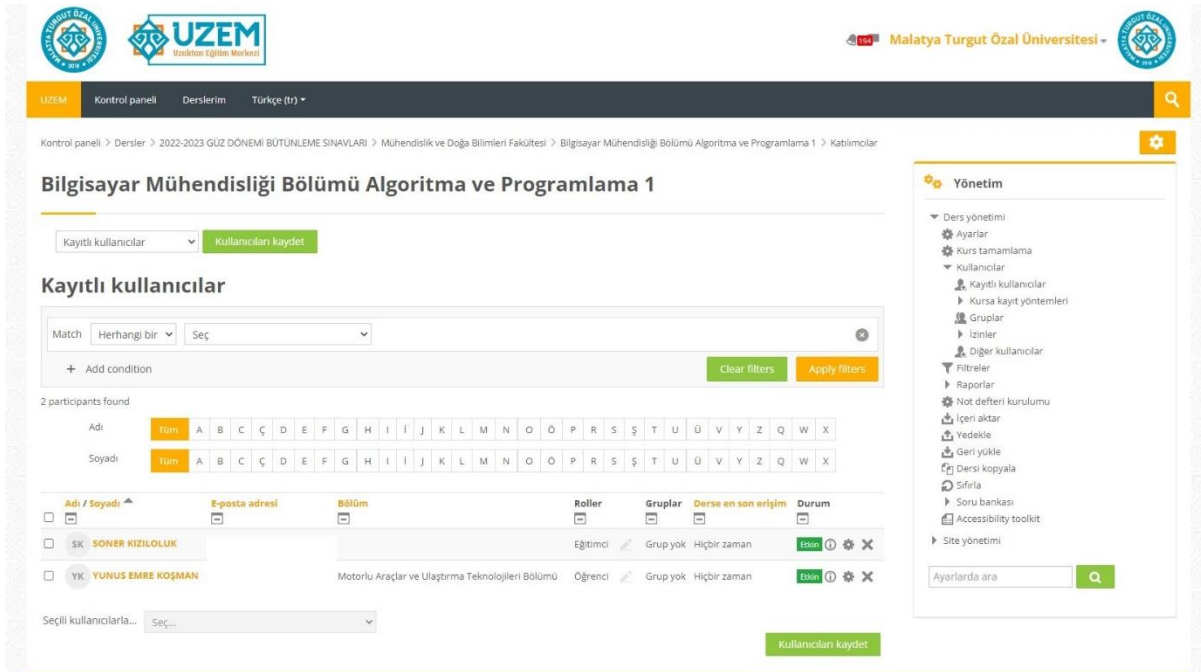 MALATYA TURGUT ÖZAL ÜNİVERSİTESİ
UZEM
Uzaktan Eğitim Merkezi
194
Malatya Turgut Özal Üniversitesi
UZEM Kontrol paneli Derslerim Türkçe (tr)
Kontrol paneli > Dersler > 2022-2023 GÜZ DÖNEMİ BÜTÜNLEME SINAVLARI > Mühendislik ve Doğa Bilimleri Fakültesi > Bilgisayar Mühendisliği Bölümü Algoritma ve Programlama 1 > Katılımcılar
Bilgisayar Mühendisliği Bölümü Algoritma ve Programlama 1
Kayıtlı kullanıcılar Kullanıcıları kaydet
Kayıtlı kullanıcılar
Match Herhangi bir Seç
+ Add condition Clear filters Apply filters
2 participants found
Adı Tüm A B C Ç D E F G H I İ J K L M N O Ö P R S Ş T U Ü V Y Z Q W X
Soyadı Tüm A B C Ç D E F G H I İ J K L M N O Ö P R S Ş T U Ü V Y Z Q W X
Adı / Soyadı E-posta adresi Bölüm Roller Gruplar Derse en son erişim Durum
SK SONER KIZILOLUK Eğitimci Grup yok Hiçbir zaman Etkin
YK YUNUS EMRE KOŞMAN Motorlu Araçlar ve Ulaştırma Teknolojileri Bölümü Öğrenci Grup yok Hiçbir zaman Etkin
Seçili kullanıcılarla... Seç...
Kullanıcıları kaydet
Yönetim
Ders yönetimi
Ayarlar
Kurs tamamlama
Kullanıcılar
Kayıtlı kullanıcılar
Kursa kayıt yöntemleri
Gruplar
İzinler
Diğer kullanıcılar
Filtreler
Raporlar
Not defteri kurulumu
İçeri aktar
Yedekle
Geri yükle
Dersi kopyala
Sıfırla
Soru bankası
Accessibility toolkit
Site yönetimi
Ayarlarda ara